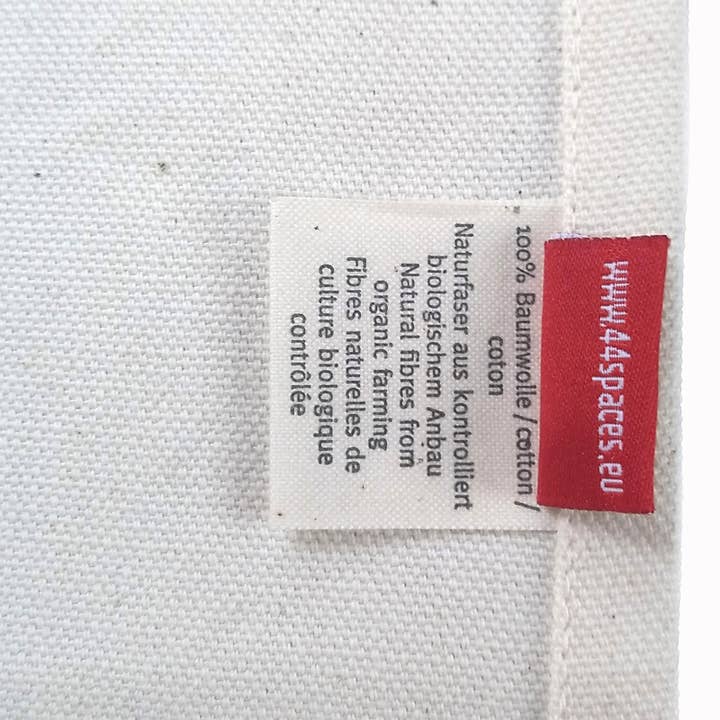 www.44spaces.eu
100% Baumwolle / cotton /
coton
Naturfaser aus kontrolliert
biologischem Anbau
Natural fibres from
organic farming
Fibres naturelles de
culture biologique
contrôlée